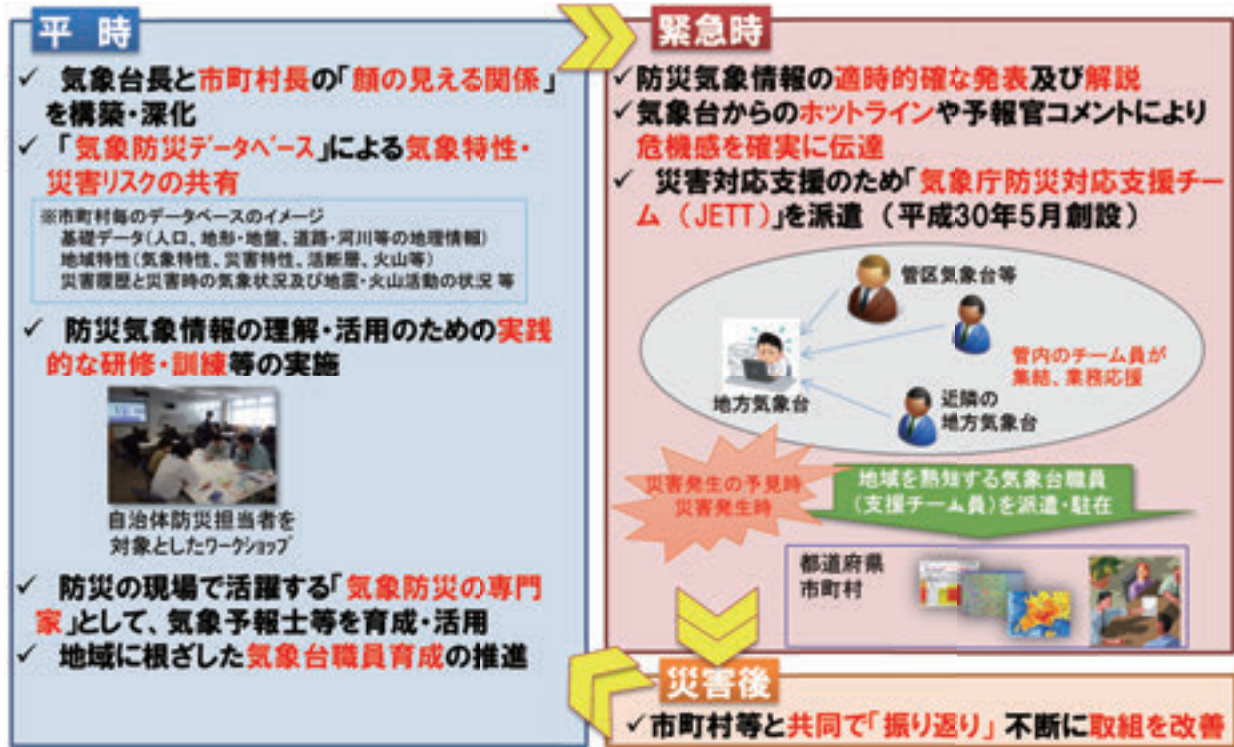 平 時
✓ 気象台長と市町村長の「顔の見える関係」
を構築・深化
✓ 「気象防災データベース」による気象特性・
災害リスクの共有
※市町村毎のデータベースのイメージ
基礎データ(人口、地形・地盤、道路・河川等の地理情報)
地域特性(気象特性、災害特性、活断層、火山等)
災害履歴と災害時の気象状況及び地震・火山活動の状況 等
✓ 防災気象情報の理解・活用のための実践
的な研修・訓練等の実施
自治体防災担当者を
対象としたワークショップ
✓ 防災の現場で活躍する「気象防災の専門
家」として、気象予報士等を育成・活用
✓ 地域に根ざした気象台職員育成の推進
緊急時
✓防災気象情報の適時的確な発表及び解説
✓気象台からのホットラインや予報官コメントにより
危機感を確実に伝達
✓ 災害対応支援のため「気象庁防災対応支援チー
ム (JETT)」を派遣 (平成30年5月創設)
管区気象台等
管内のチーム員が
集結、業務応援
地方気象台
近隣の
地方気象台
災害発生の予見時
災害発生時
地域を熟知する気象台職員
(支援チーム員)を派遣・駐在
都道府県
市町村
災害後
✓市町村等と共同で「振り返り」 不断に取組を改善